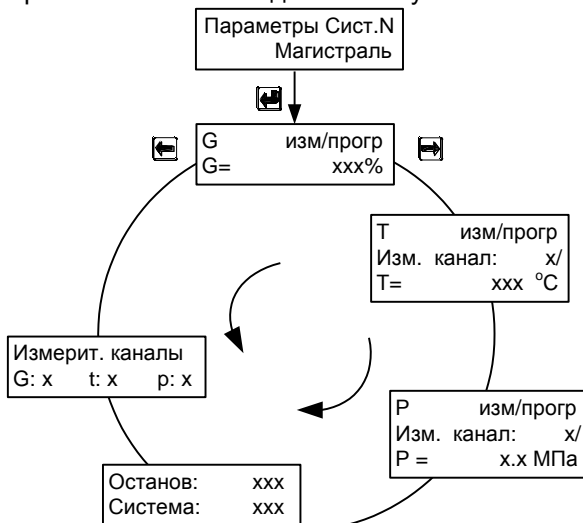 Параметры Сист.N
Магистраль
G изм/прогр
G= xxx%
T изм/прогр
Изм. канал: x/
T= xxx °C
P изм/прогр
Изм. канал: x/
P = x.x МПа
Останов: xxx
Система: xxx
Измерит. каналы
G: x t: x p: x